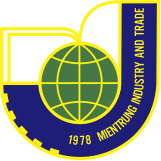 1978 MIENTRUNG INDUSTRY AND TRADE